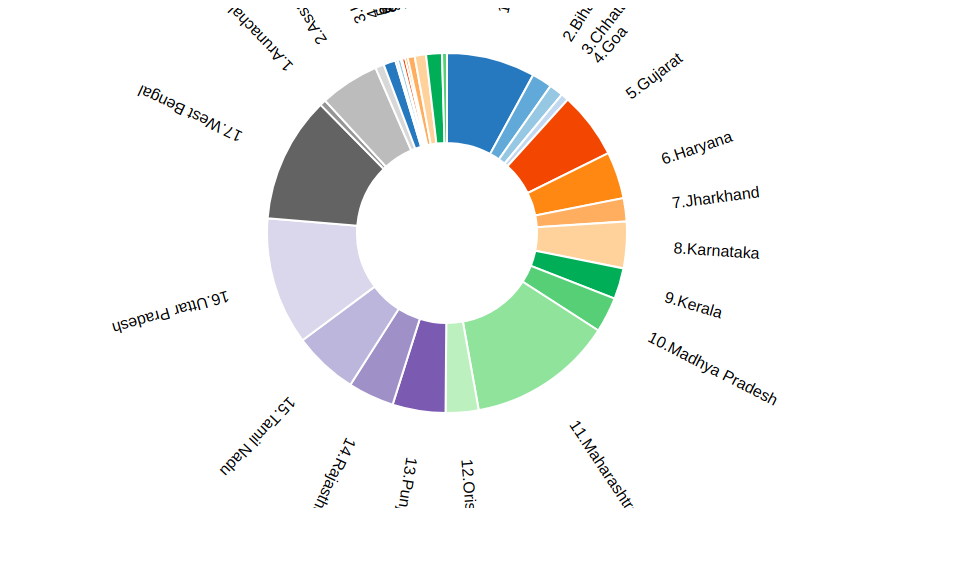 2.Bih
3.Chhat
4.Goa
5.Gujarat
6.Haryana
7.Jharkhand
8.Karnataka
9.Kerala
10.Madhya Pradesh
11.Maharashtr
12.Oris
13.Pun
14.Rajasth
15.Tamil Nadu
16.Uttar Pradesh
17.West Bengal
1.Arunachal
2.Ass